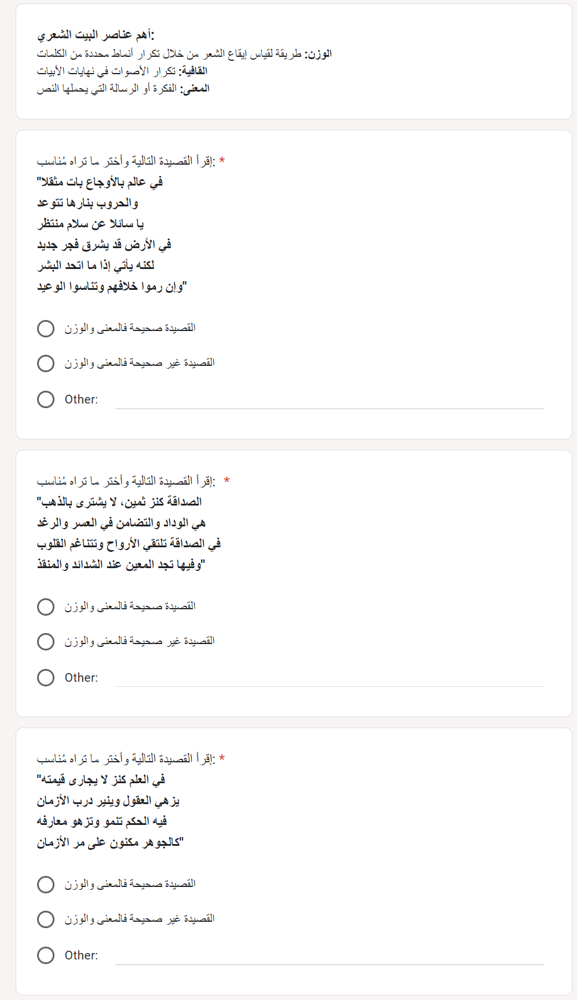 أهم عناصر البيت الشعري:
الوزن: طريقة لقياس إيقاع الشعر من خلال تكرار أنماط محددة من الكلمات
القافية: تكرار الأصوات في نهايات الأبيات
المعنى: الفكرة أو الرسالة التي يحملها النص
إقرأ القصيدة التالية وأختر ما تراه مُناسب: *
"في عالم بالأوجاع بات مثقلا
والحروب بنارها تتوعد
يا سائلا عن سلام منتظر
في الأرض قد يشرق فجر جديد
لكنه يأتي إذا ما اتحد البشر
وإن رموا خلافهم وتناسوا الوعيد"
القصيدة صحيحة فالمعنى والوزن
القصيدة غير صحيحة فالمعنى والوزن
Other:
إقرأ القصيدة التالية وأختر ما تراه مُناسب: *
"الصداقة كنز ثمين، لا يشترى بالذهب
هي الوداد والتضامن في العسر والرغد
في الصداقة تلتقي الأرواح وتتناغم القلوب
وفيها تجد المعين عند الشدائد والمنقذ"
القصيدة صحيحة فالمعنى والوزن
القصيدة غير صحيحة فالمعنى والوزن
Other:
إقرأ القصيدة التالية وأختر ما تراه مُناسب: *
"في العلم كنز لا يجارى قيمته
يزهي العقول وينير درب الأزمان
فيه الحكم تنمو وتزهو معارفه
كالجوهر مكنون على مر الأزمان"
القصيدة صحيحة فالمعنى والوزن
القصيدة غير صحيحة فالمعنى والوزن
Other: